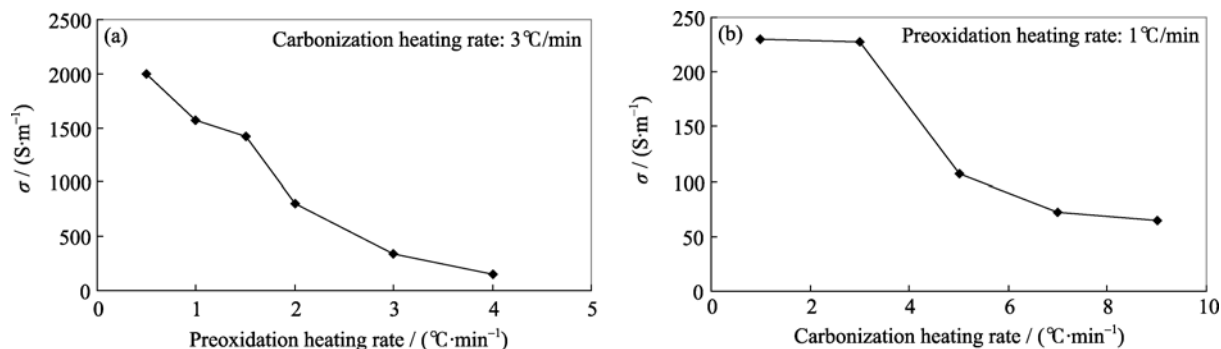 (a)
Carbonization heating rate: 3℃/min
2500
2000
1500
1000
500
0
σ / (S·m⁻¹)
0 1 2 3 4 5
Preoxidation heating rate / (℃·min⁻¹)
(b)
Preoxidation heating rate: 1℃/min
250
200
150
100
50
0
σ / (S·m⁻¹)
0 2 4 6 8 10
Carbonization heating rate / (℃·min⁻¹)